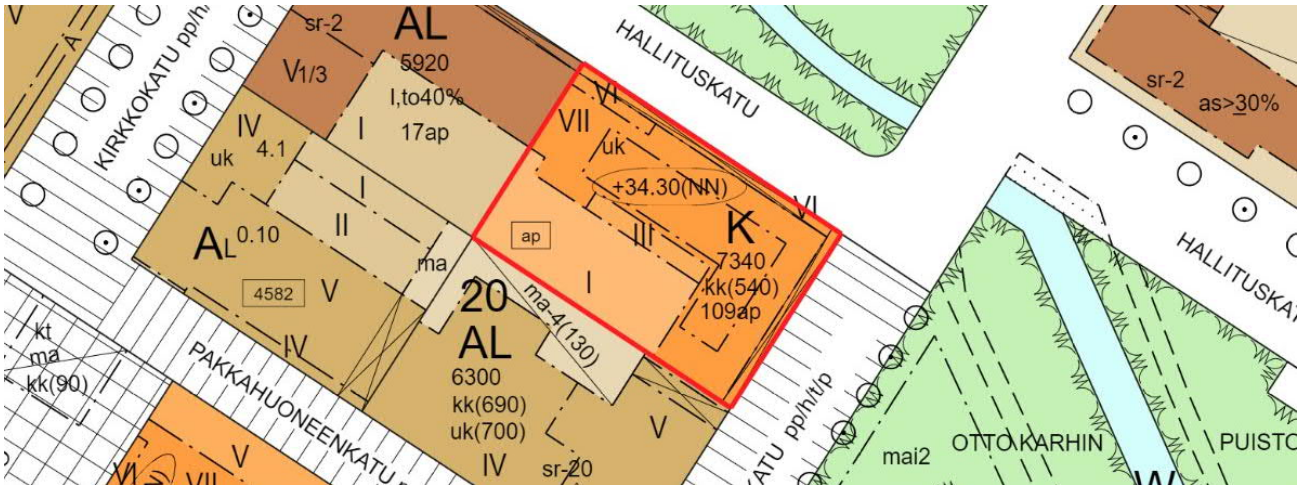 V
Ä
KIRKKOKATU pp/h/
sr-2
AL
5920
I,to40%
17ap
V1/3
I
IV
4.1
uk
I
II
AL 0.10
4582
V
IV
ma
20
AL
6300
kk(690)
uk(700)
IV
sr-20
V
ma-4(130)
VI
VII
uk
+34.30(NN)
VI
K
7340
kk(540)
109ap
III
ap
I
HALLITUSKATU
sr-2
as>30%
HALLITUSKAT
kt
ma
kk(90)
PAKKAHUONEENKATU
V
VI
VII
KATU pp/h/t/p
mai2
OTTO KARHIN
PUISTO
W